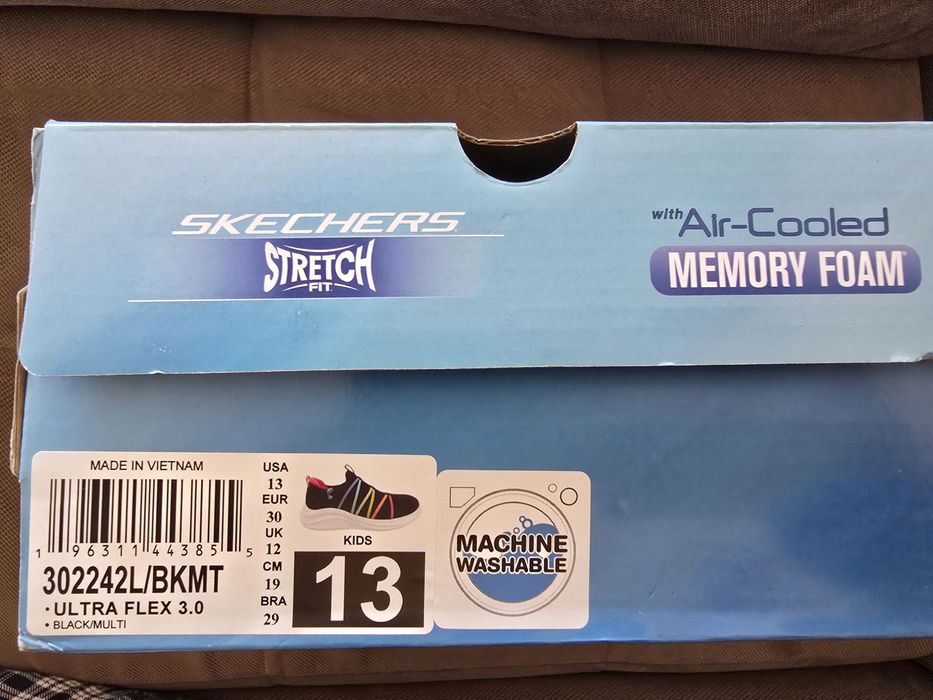 SKECHERS
STRETCH
FIT™
with Air-Cooled
MEMORY FOAM®
MADE IN VIETNAM
1 96311 44385 5
302242L/BKMT
• ULTRA FLEX 3.0
• BLACK/MULTI
USA
13
EUR
30
UK
12
CM
19
BRA
29
KIDS
13
MACHINE
WASHABLE